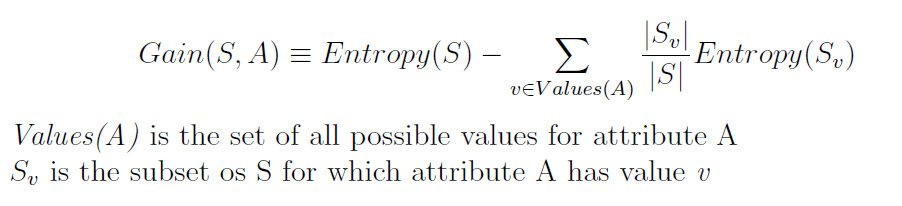 Gain(S, A) ≡ Entropy(S) − ∑_{v∈Values(A)} |S_v|/|S| Entropy(S_v)
Values(A) is the set of all possible values for attribute A
S_v is the subset os S for which attribute A has value v